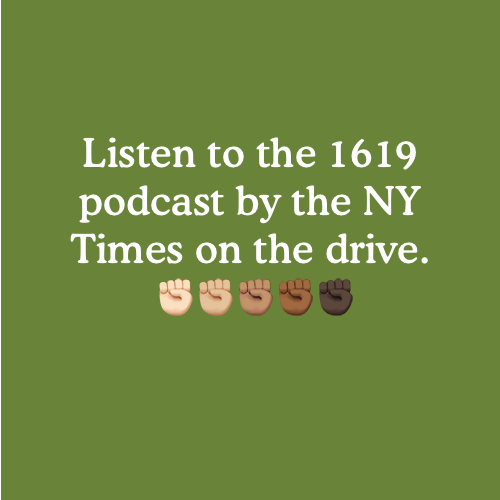 Listen to the 1619
podcast by the NY
Times on the drive.
✊🏻✊🏼✊🏽✊🏾✊🏿